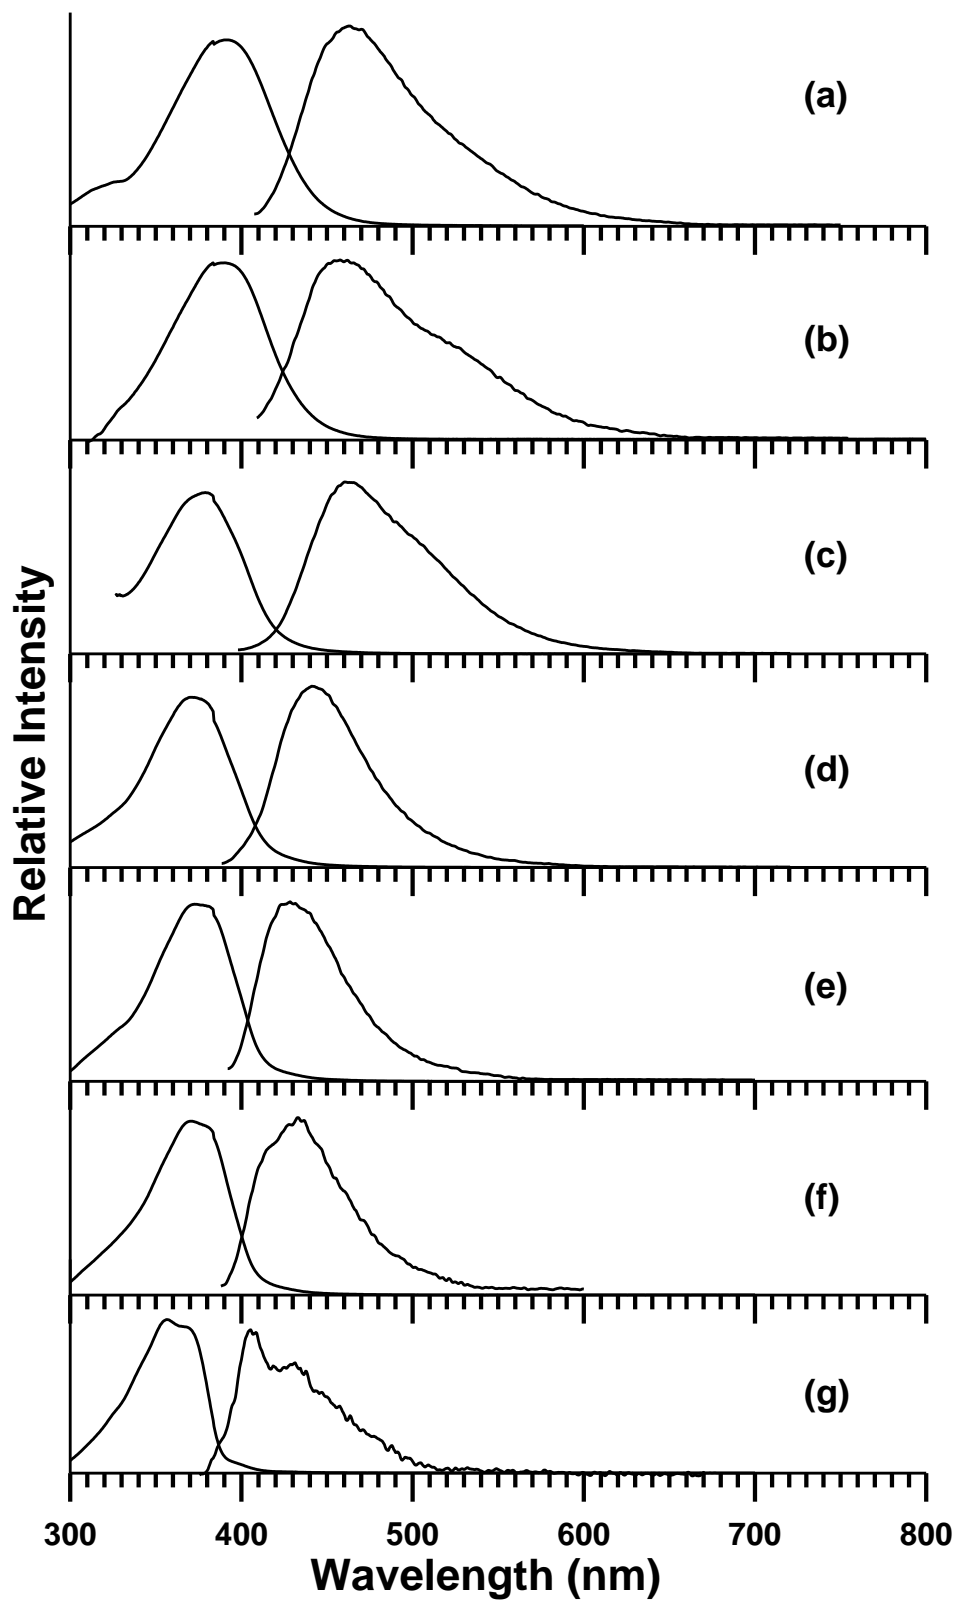 (a)
(b)
(c)
(d)
(e)
(f)
(g)
Relative Intensity
300 400 500 600 700 800
Wavelength (nm)